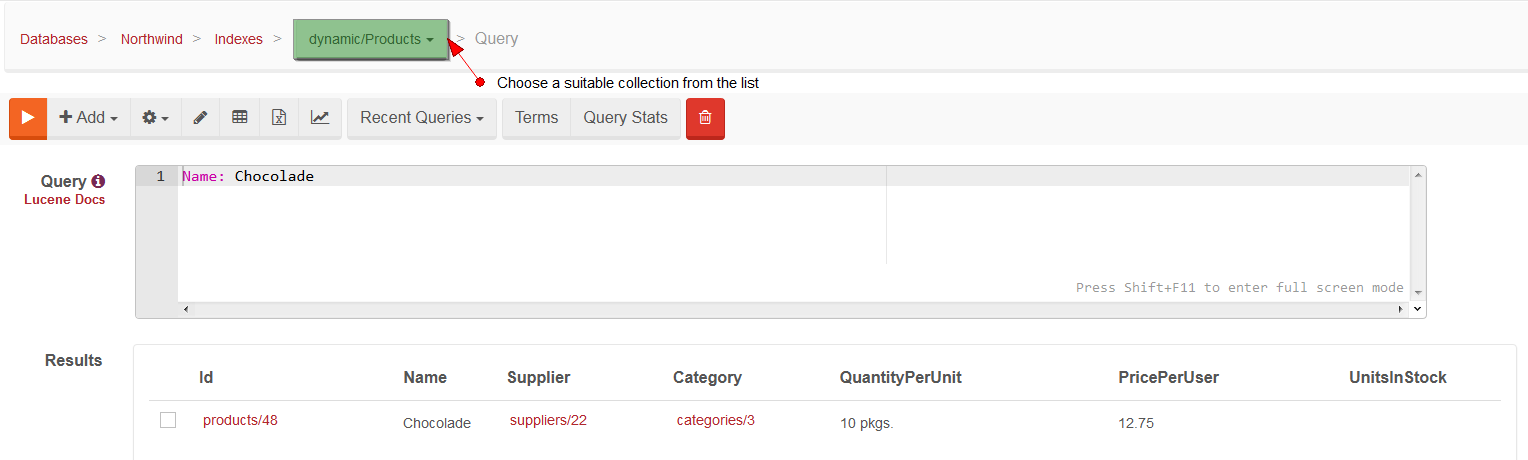 Databases > Northwind > Indexes > dynamic/Products > Query
Choose a suitable collection from the list
Add Recent Queries Terms Query Stats
Query 1 Name: Chocolade
Lucene Docs
Press Shift+F11 to enter full screen mode
Results
Id Name Supplier Category QuantityPerUnit PricePerUser UnitsInStock
products/48 Chocolade suppliers/22 categories/3 10 pkgs. 12.75